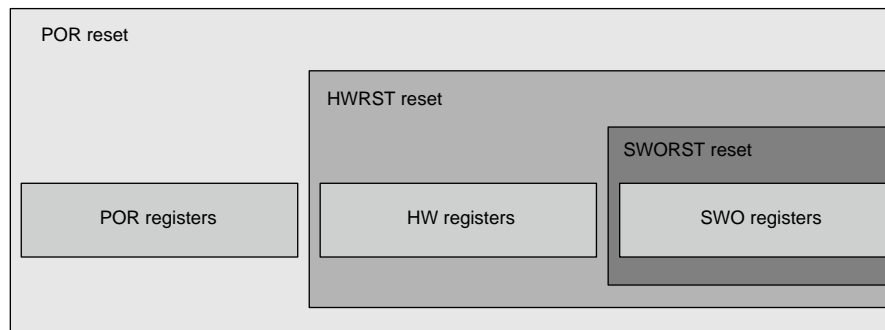 POR reset
HWRST reset
SWORST reset
POR registers
HW registers
SWO registers